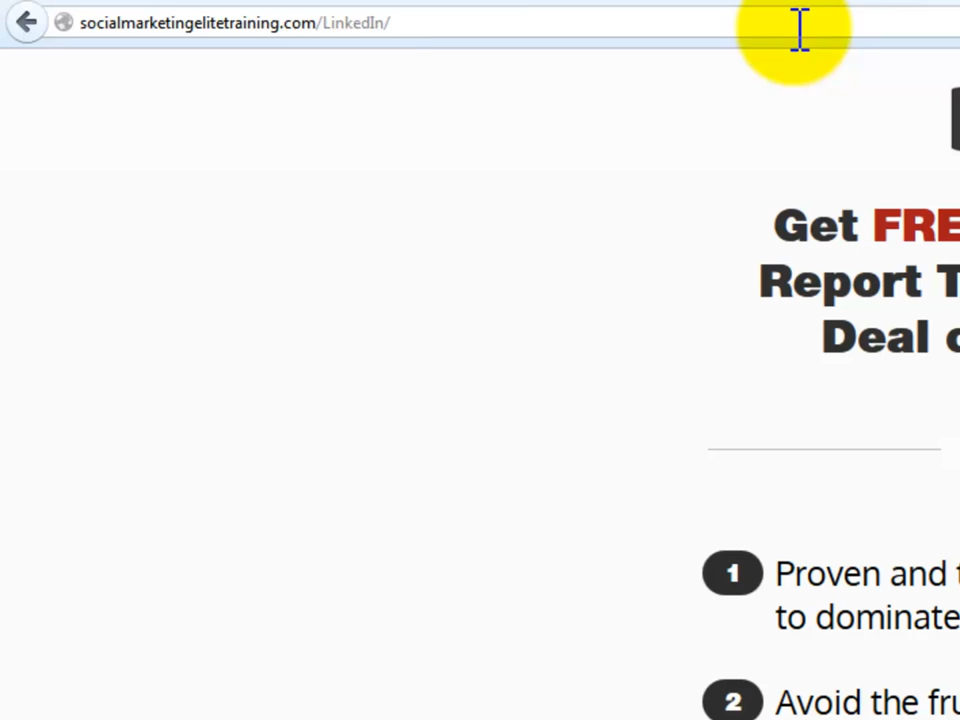 socialmarketingelitetraining.com/LinkedIn/
Get FRE
Report T
Deal
1 Proven and
to dominate
2 Avoid the fru